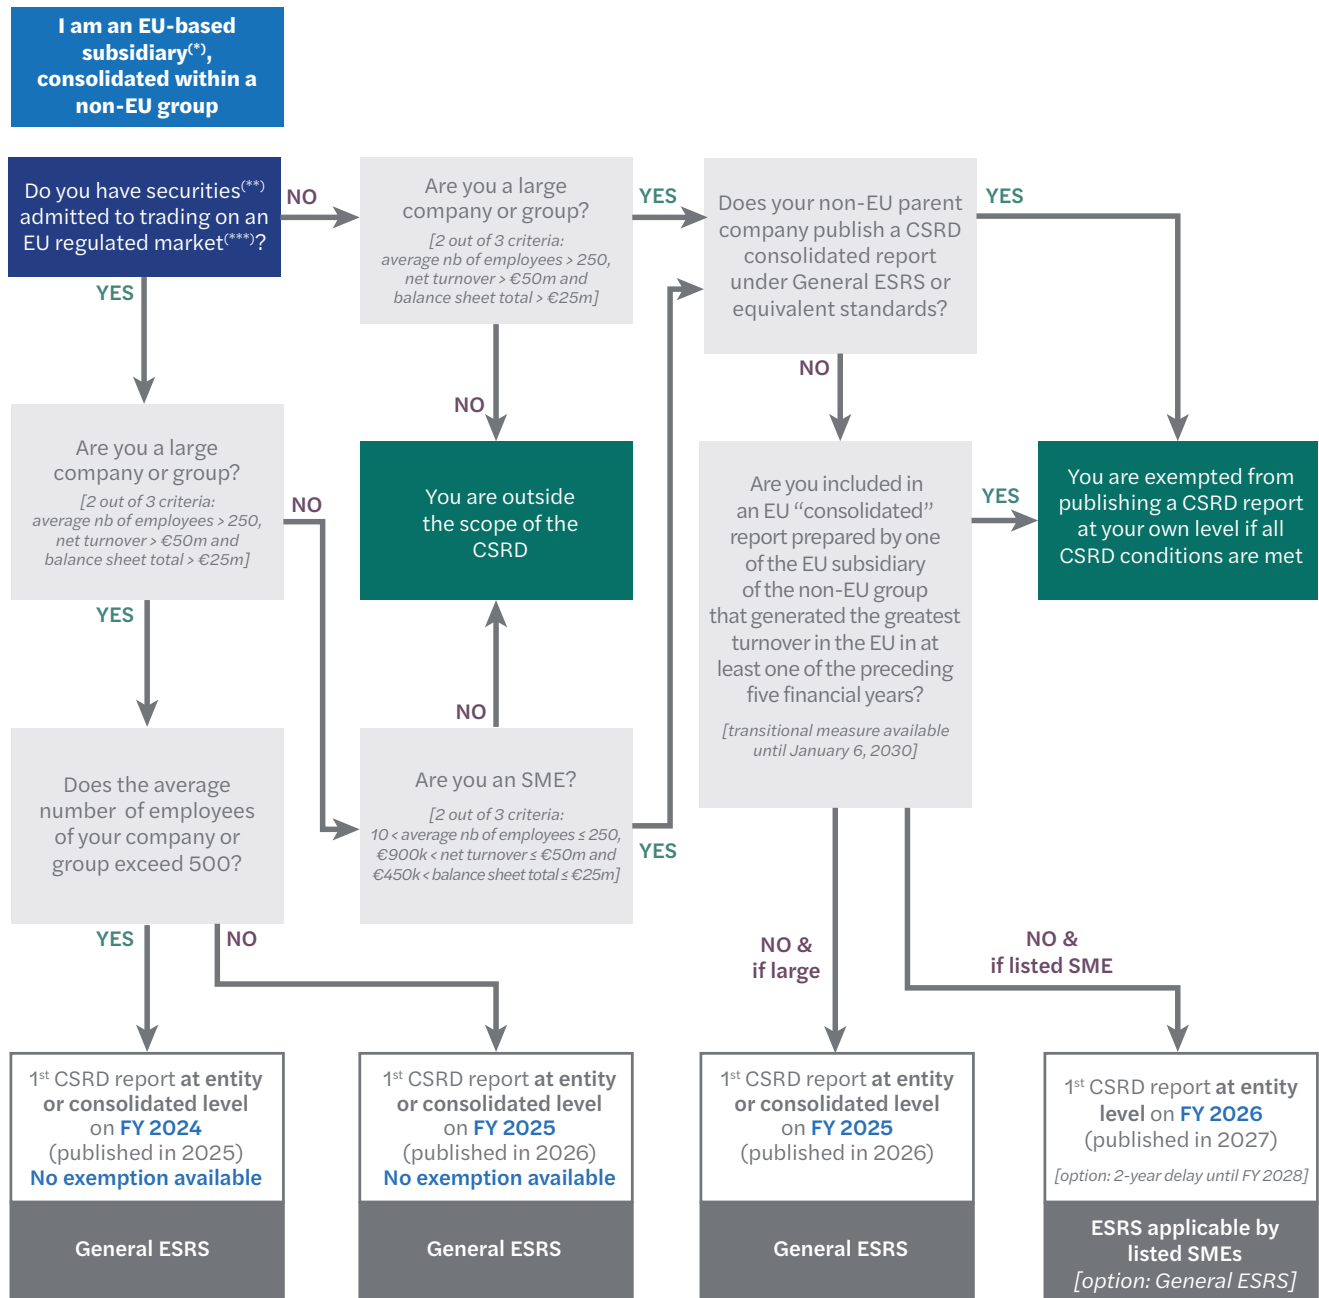 I am an EU-based
subsidiary(*),
consolidated within a
non-EU group
Do you have securities(**)
admitted to trading on an
EU regulated market(***)?
NO
Are you a large
company or group?
[2 out of 3 criteria:
average nb of employees > 250,
net turnover > €50m and
balance sheet total > €25m]
YES
Does your non-EU parent
company publish a CSRD
consolidated report
under General ESRS or
equivalent standards?
YES
YES
NO
NO
Are you a large
company or group?
[2 out of 3 criteria:
average nb of employees > 250,
net turnover > €50m and
balance sheet total > €25m]
NO
You are outside
the scope of the
CSRD
Are you included in
an EU “consolidated”
report prepared by one
of the EU subsidiary
of the non-EU group
that generated the greatest
turnover in the EU in at
least one of the preceding
five financial years?
[transitional measure available
until January 6, 2030]
YES
You are exempted from
publishing a CSRD report
at your own level if all
CSRD conditions are met
YES
NO
Does the average
number of employees
of your company or
group exceed 500?
Are you an SME?
[2 out of 3 criteria:
10 < average nb of employees ≤ 250,
€900k < net turnover ≤ €50m and
€450k < balance sheet total ≤ €25m]
YES
YES
NO
NO &
if large
NO &
if listed SME
1st CSRD report at entity
or consolidated level
on FY 2024
(published in 2025)
No exemption available
General ESRS
1st CSRD report at entity
or consolidated level
on FY 2025
(published in 2026)
No exemption available
General ESRS
1st CSRD report at entity
or consolidated level
on FY 2025
(published in 2026)
General ESRS
1st CSRD report at entity
level on FY 2026
(published in 2027)
[option: 2-year delay until FY 2028]
ESRS applicable by
listed SMEs
[option: General ESRS]